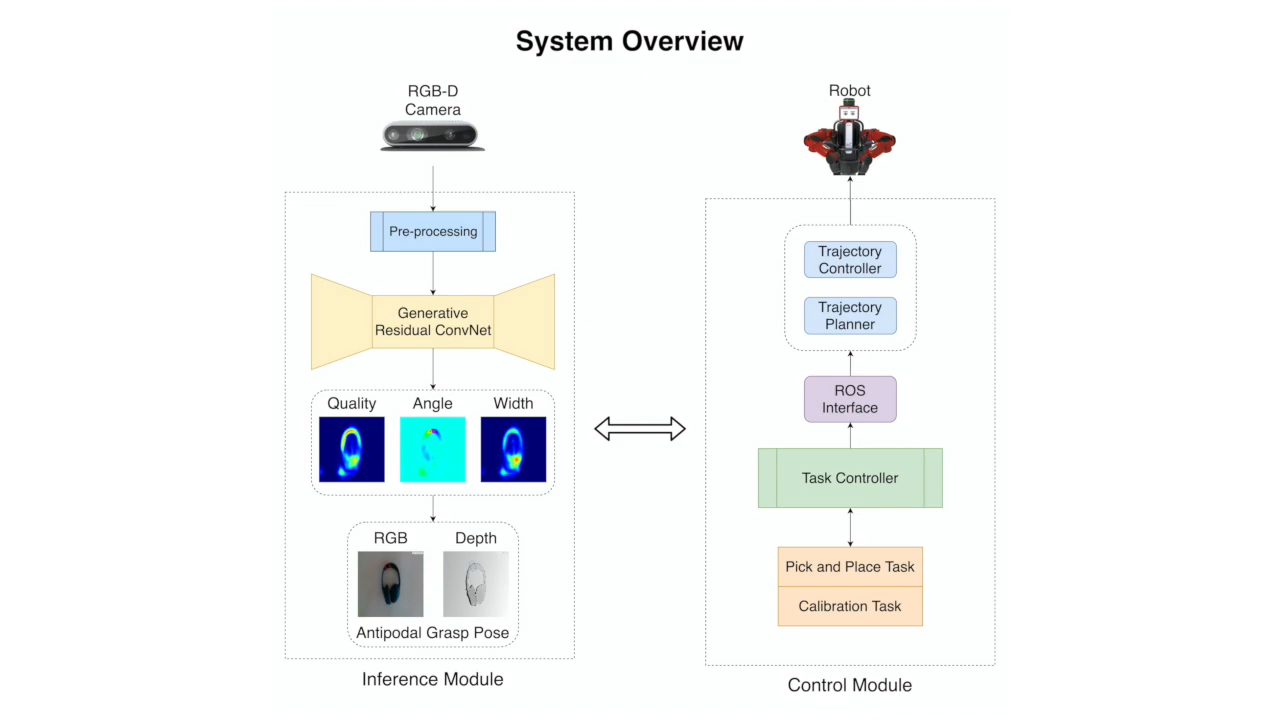 System Overview
RGB-D
Camera
Pre-processing
Generative
Residual ConvNet
Quality
Angle
Width
RGB
Depth
Antipodal Grasp Pose
Inference Module
Robot
Trajectory
Controller
Trajectory
Planner
ROS
Interface
Task Controller
Pick and Place Task
Calibration Task
Control Module